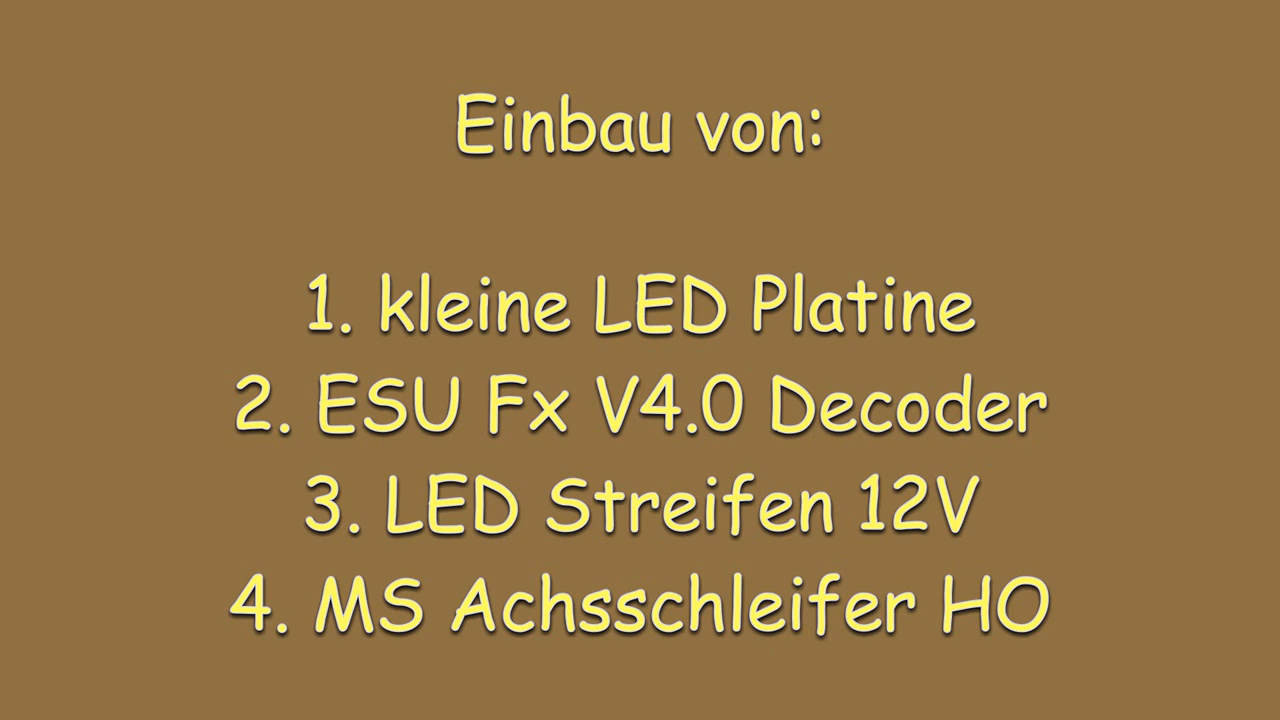 Einbau von:
1. kleine LED Platine
2. ESU Fx V4.0 Decoder
3. LED Streifen 12V
4. MS Achsschleifer HO